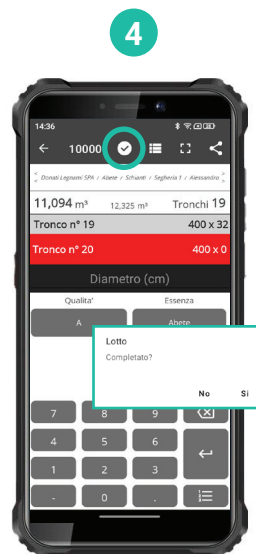 4
14:36
10000
Donati Legnami SPA / Abete / Schianti / Segheria 1 / Alessandro
11,094 m³ 12,325 m³ Tronchi 19
Tronco n° 19 400 x 32
Tronco n° 20 400 x 0
Diametro (cm)
Qualita' Essenza
A Abete
Lotto
Completato?
No Si
7 8 9
4 5 6
1 2 3
- 0 .